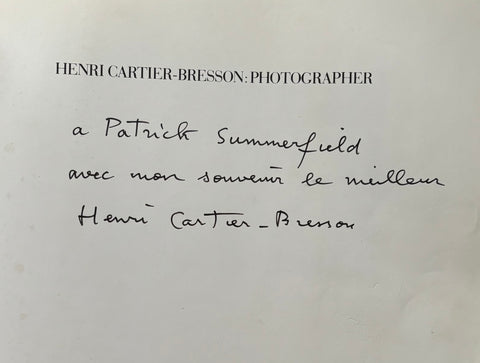 HENRI CARTIER-BRESSON: PHOTOGRAPHER
a Patrick Summerfield
avec mon souvenir le meilleur
Henri Cartier-Bresson